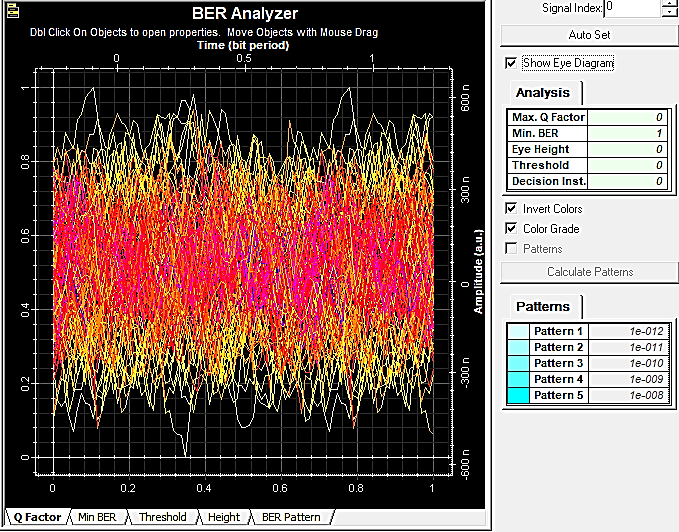 BER Analyzer
Dbl Click On Objects to open properties. Move Objects with Mouse Drag
Time (bit period)
0 0.5 1
1
0.8
0.6
0.4
0.2
0
600 n
300 n
0
-300 n
-600 n
Amplitude (a.u.)
0 0.2 0.4 0.6 0.8 1
Q Factor Min BER Threshold Height BER Pattern
Signal Index: 0
Auto Set
Show Eye Diagram
Analysis
Max. Q Factor 0
Min. BER 1
Eye Height 0
Threshold 0
Decision Inst. 0
Invert Colors
Color Grade
Patterns
Calculate Patterns
Patterns
Pattern 1 1e-012
Pattern 2 1e-011
Pattern 3 1e-010
Pattern 4 1e-009
Pattern 5 1e-008